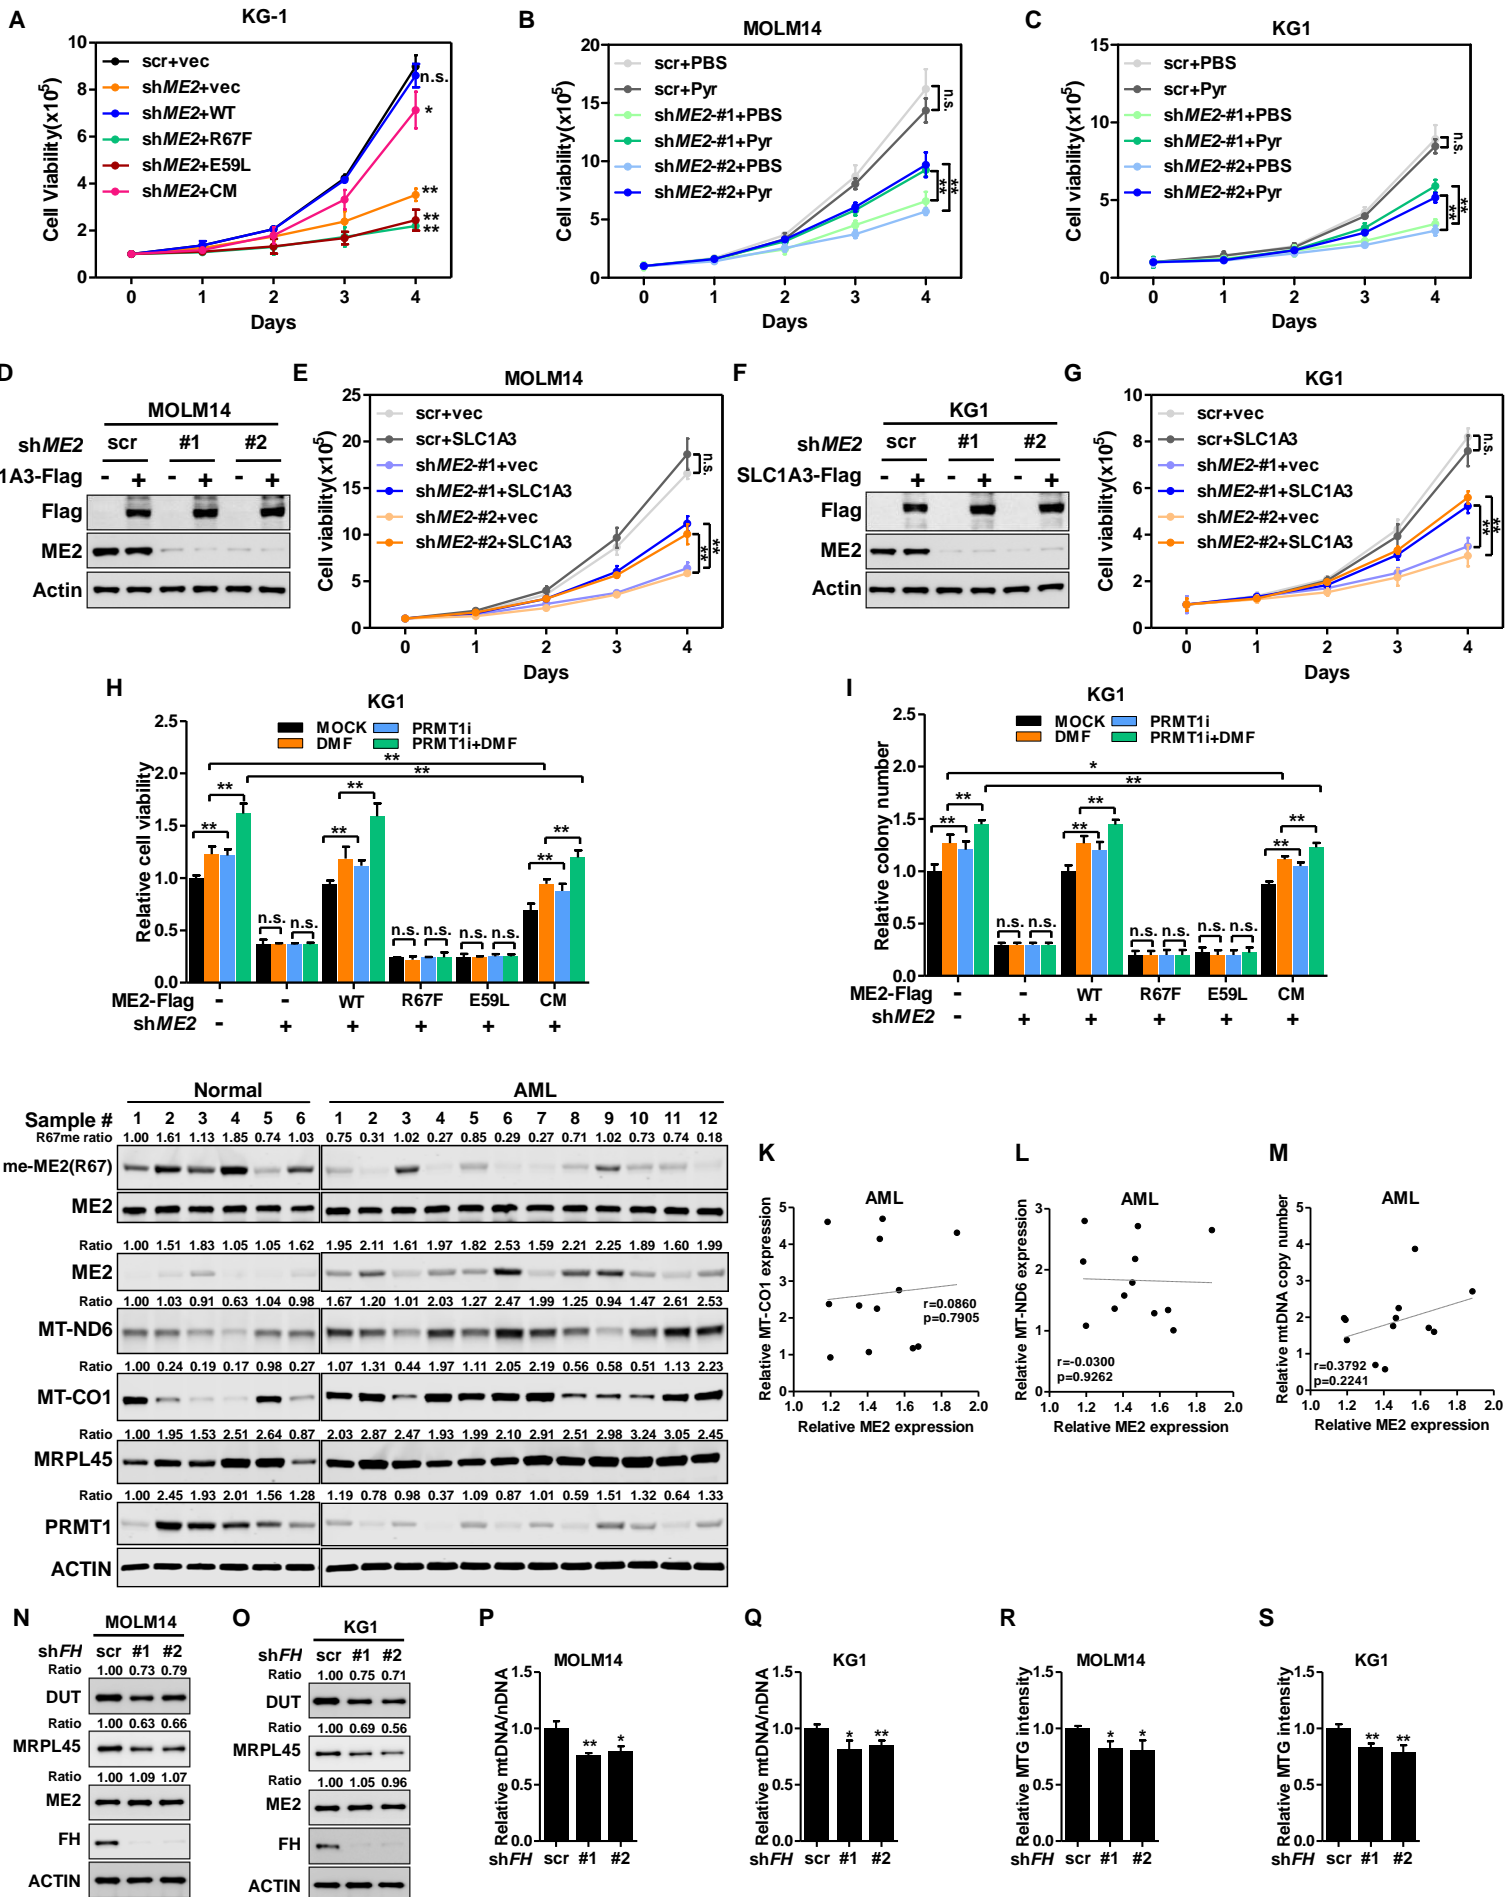 A
KG-1
Cell Viability(x10⁵)
10
8
6
4
2
0
scr+vec
shME2+vec
shME2+WT
shME2+R67F
shME2+E59L
shME2+CM
n.s.
*
**
**
**
0 1 2 3 4
Days
B
MOLM14
Cell viability(x10⁵)
20
15
10
5
0
scr+PBS
scr+Pyr
shME2-#1+PBS
shME2-#1+Pyr
shME2-#2+PBS
shME2-#2+Pyr
n.s.
**
**
0 1 2 3 4
Days
C
KG1
Cell viability(x10⁵)
15
10
5
0
scr+PBS
scr+Pyr
shME2-#1+PBS
shME2-#1+Pyr
shME2-#2+PBS
shME2-#2+Pyr
n.s.
**
**
0 1 2 3 4
Days
D
MOLM14
shME2 scr #1 #2
1A3-Flag - + - + - +
Flag
ME2
Actin
E
MOLM14
Cell viability(x10⁵)
25
20
15
10
5
0
scr+vec
scr+SLC1A3
shME2-#1+vec
shME2-#1+SLC1A3
shME2-#2+vec
shME2-#2+SLC1A3
n.s.
**
**
0 1 2 3 4
Days
F
KG1
shME2 scr #1 #2
SLC1A3-Flag - + - + - +
Flag
ME2
Actin
G
KG1
Cell viability(x10⁵)
10
8
6
4
2
0
scr+vec
scr+SLC1A3
shME2-#1+vec
shME2-#1+SLC1A3
shME2-#2+vec
shME2-#2+SLC1A3
n.s.
**
**
0 1 2 3 4
Days
H
KG1
Relative cell viability
2.5
2.0
1.5
1.0
0.5
0.0
MOCK PRMT1i
DMF PRMT1i+DMF
**
**
** ** n.s. n.s. ** ** n.s. n.s. n.s. n.s. ** **
ME2-Flag - - WT R67F E59L CM
shME2 - + + + + +
I
KG1
Relative colony number
2.5
2.0
1.5
1.0
0.5
0.0
MOCK PRMT1i
DMF PRMT1i+DMF
*
**
** ** n.s. n.s. ** ** n.s. n.s. n.s. n.s. ** **
ME2-Flag - - WT R67F E59L CM
shME2 - + + + + +
Normal AML
Sample # 1 2 3 4 5 6 1 2 3 4 5 6 7 8 9 10 11 12
R67me ratio 1.00 1.61 1.13 1.85 0.74 1.03 0.75 0.31 1.02 0.27 0.85 0.29 0.27 0.71 1.02 0.73 0.74 0.18
me-ME2(R67)
ME2
Ratio 1.00 1.51 1.83 1.05 1.05 1.62 1.95 2.11 1.61 1.97 1.82 2.53 1.59 2.21 2.25 1.89 1.60 1.99
ME2
Ratio 1.00 1.03 0.91 0.63 1.04 0.98 1.67 1.20 1.01 2.03 1.27 2.47 1.99 1.25 0.94 1.47 2.61 2.53
MT-ND6
Ratio 1.00 0.24 0.19 0.17 0.98 0.27 1.07 1.31 0.44 1.97 1.11 2.05 2.19 0.56 0.58 0.51 1.13 2.23
MT-CO1
Ratio 1.00 1.95 1.53 2.51 2.64 0.87 2.03 2.87 2.47 1.93 1.99 2.10 2.91 2.51 2.98 3.24 3.05 2.45
MRPL45
Ratio 1.00 2.45 1.93 2.01 1.56 1.28 1.19 0.78 0.98 0.37 1.09 0.87 1.01 0.59 1.51 1.32 0.64 1.33
PRMT1
ACTIN
K
AML
Relative MT-CO1 expression
5
4
3
2
1
0
r=0.0860
p=0.7905
1.0 1.2 1.4 1.6 1.8 2.0
Relative ME2 expression
L
AML
Relative MT-ND6 expression
3
2
1
0
r=-0.0300
p=0.9262
1.0 1.2 1.4 1.6 1.8 2.0
Relative ME2 expression
M
AML
Relative mtDNA copy number
5
4
3
2
1
0
r=0.3792
p=0.2241
1.0 1.2 1.4 1.6 1.8 2.0
Relative ME2 expression
N
MOLM14
shFH scr #1 #2
Ratio 1.00 0.73 0.79
DUT
Ratio 1.00 0.63 0.66
MRPL45
Ratio 1.00 1.09 1.07
ME2
FH
ACTIN
O
KG1
shFH scr #1 #2
Ratio 1.00 0.75 0.71
DUT
Ratio 1.00 0.69 0.56
MRPL45
Ratio 1.00 1.05 0.96
ME2
FH
ACTIN
P
MOLM14
Relative mtDNA/nDNA
1.5
1.0
0.5
0.0
** *
shFH scr #1 #2
Q
KG1
Relative mtDNA/nDNA
1.5
1.0
0.5
0.0
* **
shFH scr #1 #2
R
MOLM14
Relative MTG intensity
1.5
1.0
0.5
0.0
* *
shFH scr #1 #2
S
KG1
Relative MTG intensity
1.5
1.0
0.5
0.0
** **
shFH scr #1 #2